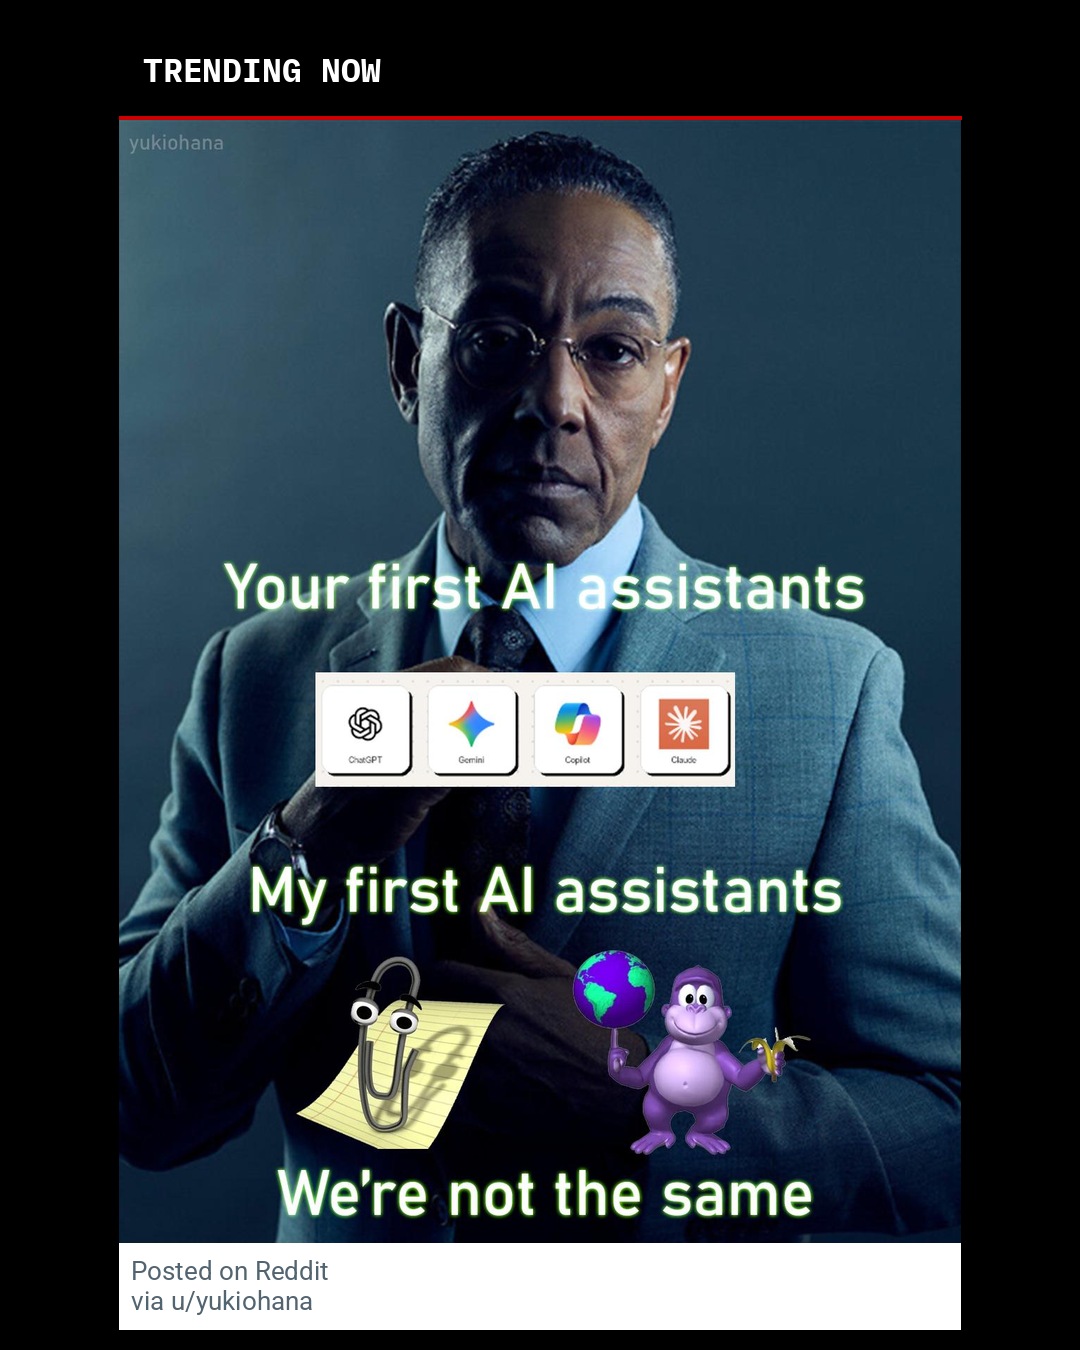 TRENDING NOW
yukiohana
Your first AI assistants
ChatGPT
Gemini
Copilot
Claude
My first AI assistants
We're not the same
Posted on Reddit
via u/yukiohana